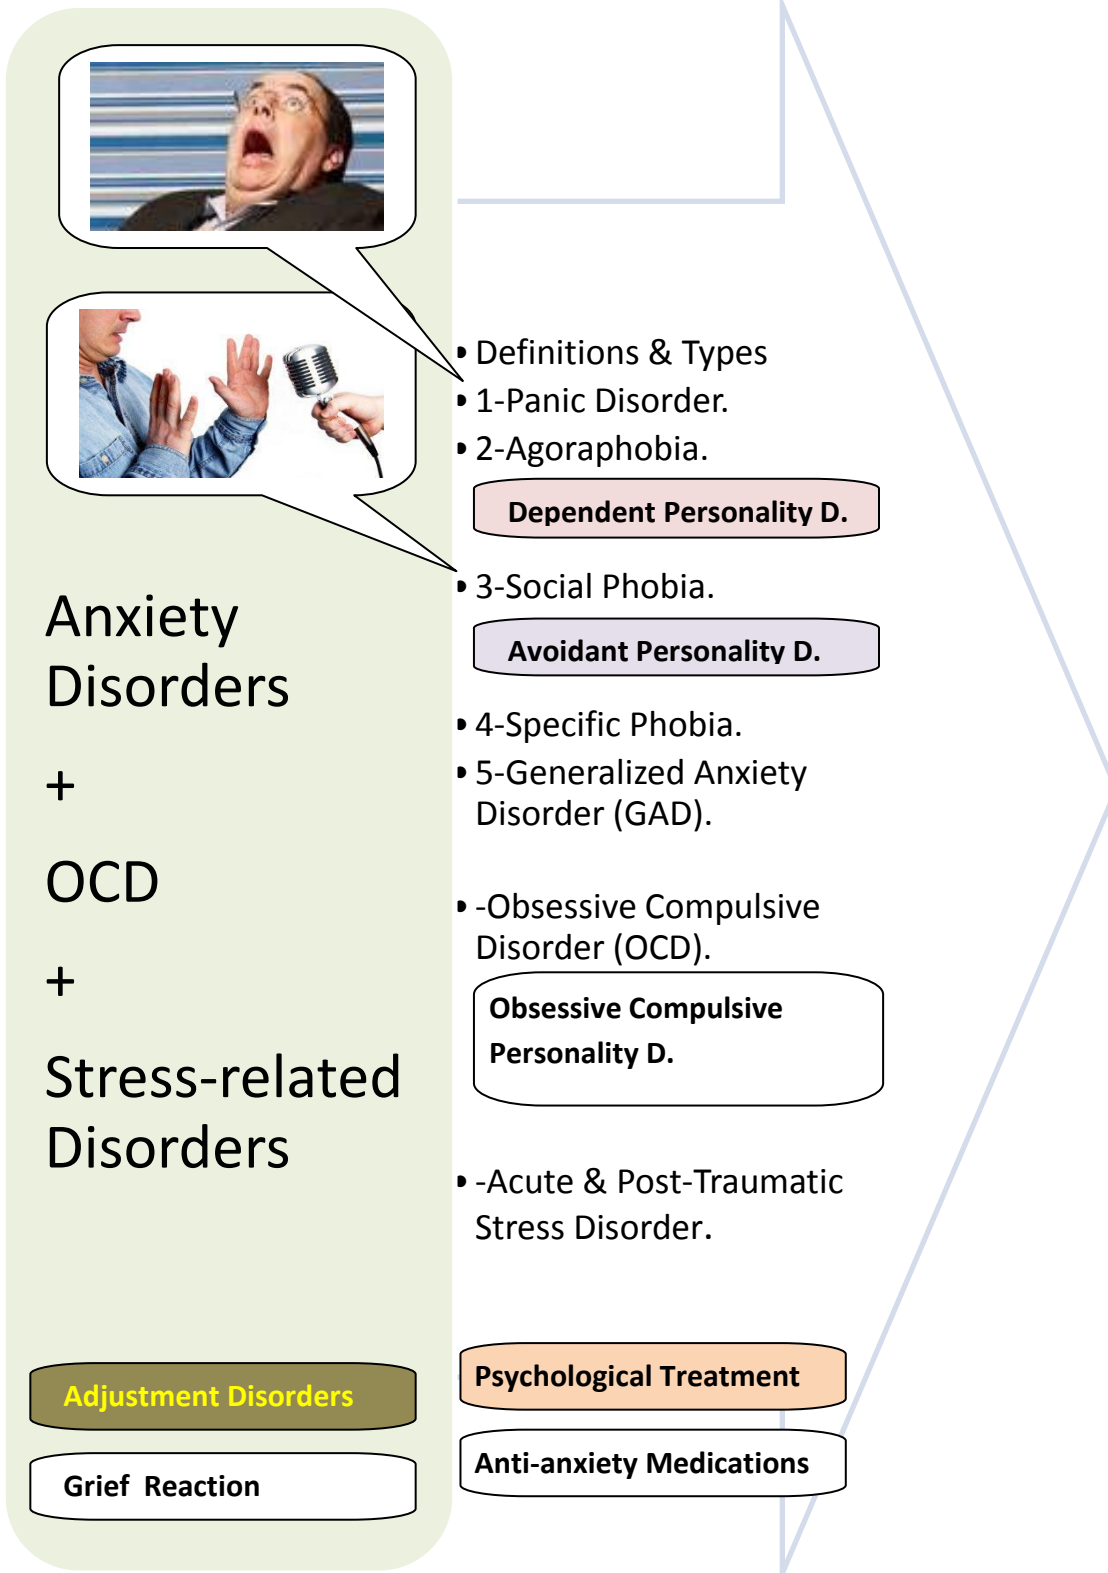 Anxiety
Disorders
+
OCD
+
Stress-related
Disorders
Adjustment Disorders
Grief Reaction
• Definitions & Types
• 1-Panic Disorder.
• 2-Agoraphobia.
Dependent Personality D.
• 3-Social Phobia.
Avoidant Personality D.
• 4-Specific Phobia.
• 5-Generalized Anxiety
Disorder (GAD).
• -Obsessive Compulsive
Disorder (OCD).
Obsessive Compulsive
Personality D.
• -Acute & Post-Traumatic
Stress Disorder.
Psychological Treatment
Anti-anxiety Medications